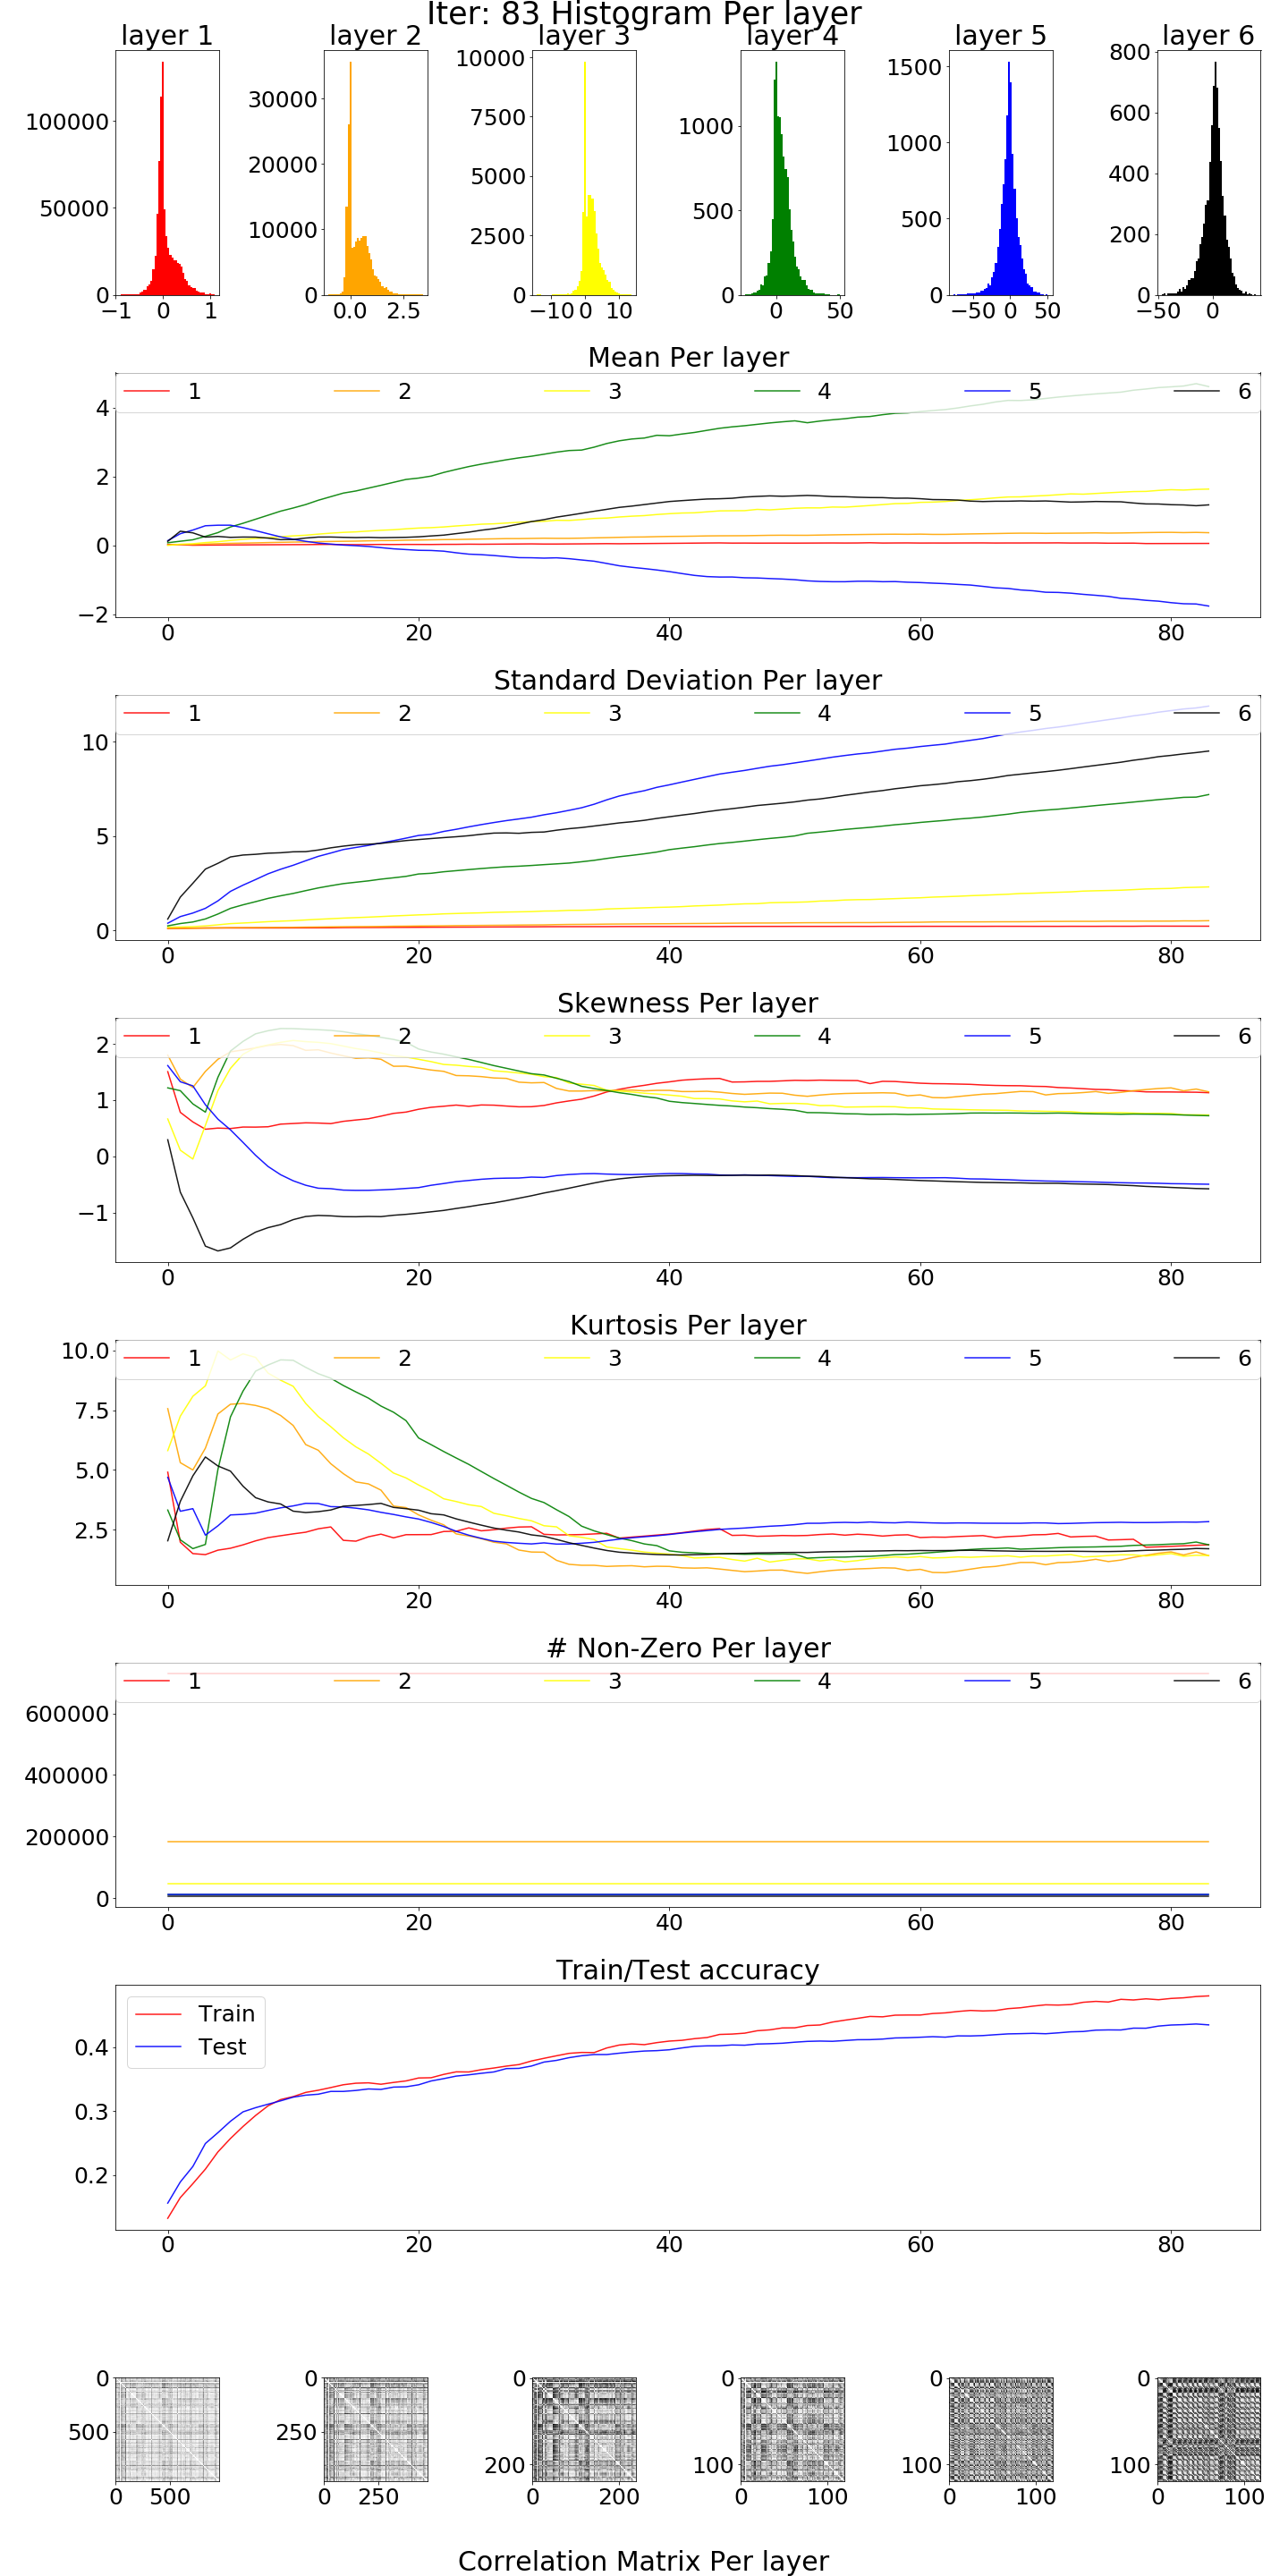 Iter: 83 Histogram Per layer
layer 1 layer 2 layer 3 layer 4 layer 5 layer 6
100000 50000 0
−1 0 1
30000 20000 10000 0
0.0 2.5
10000 7500 5000 2500 0
−10 0 10
1000 500 0
0 50
1500 1000 500 0
−50 0 50
800 600 400 200 0
−50 0
Mean Per layer
1 2 3 4 5 6
4
2
0
−2
0 20 40 60 80
Standard Deviation Per layer
1 2 3 4 5 6
10
5
0
0 20 40 60 80
Skewness Per layer
1 2 3 4 5 6
2
1
0
−1
0 20 40 60 80
Kurtosis Per layer
1 2 3 4 5 6
10.0
7.5
5.0
2.5
0 20 40 60 80
# Non-Zero Per layer
1 2 3 4 5 6
600000
400000
200000
0
0 20 40 60 80
Train/Test accuracy
Train
Test
0.4
0.3
0.2
0 20 40 60 80
0 500
0 500
0 250
0 250
0 200
0 200
0 100
0 100
0 100
0 100
0 100
0 100
Correlation Matrix Per layer